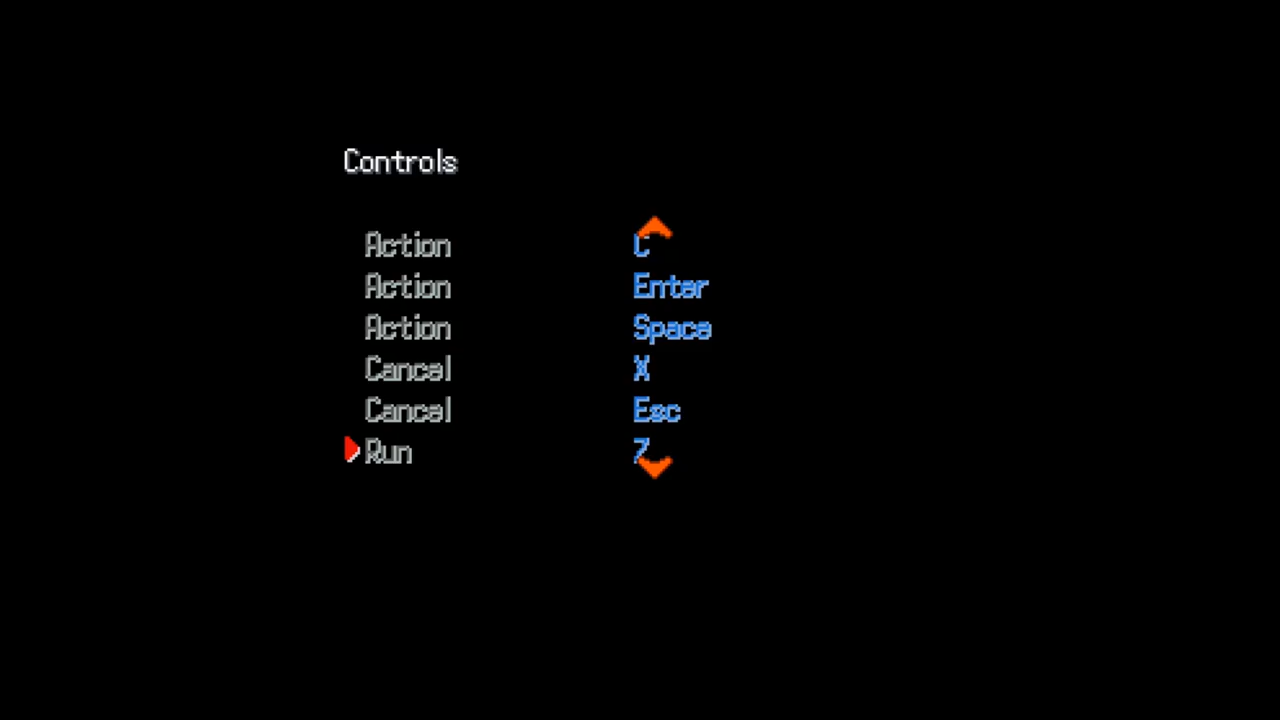 Controls
Action C
Action Enter
Action Space
Cancel X
Cancel Esc
Run Z